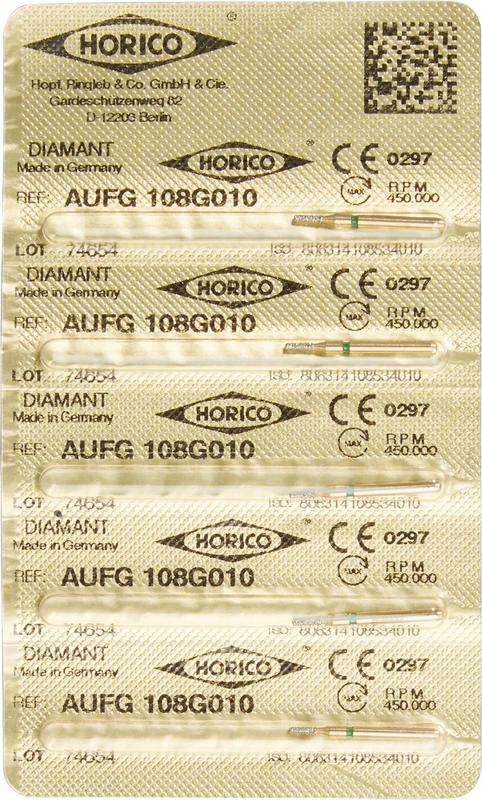 HORICO ®
Hopf, Ringleb & Co. GmbH & Cie.
Gardeschützenweg 82
D-12203 Berlin
DIAMANT
Made in Germany
HORICO ®
CE 0297
REF: AUFG 108G010
MAX RPM
450.000
LOT 74654 ISO: 806314108534010
DIAMANT
Made in Germany
HORICO ®
CE 0297
REF: AUFG 108G010
MAX RPM
450.000
LOT 74654 ISO: 806314108534010
DIAMANT
Made in Germany
HORICO ®
CE 0297
REF: AUFG 108G010
MAX RPM
450.000
LOT 74654 ISO: 806314108534010
DIAMANT
Made in Germany
HORICO ®
CE 0297
REF: AUFG 108G010
MAX RPM
450.000
LOT 74654 ISO: 806314108534010
DIAMANT
Made in Germany
HORICO ®
CE 0297
REF: AUFG 108G010
MAX RPM
450.000
LOT 74654 ISO: 806314108534010